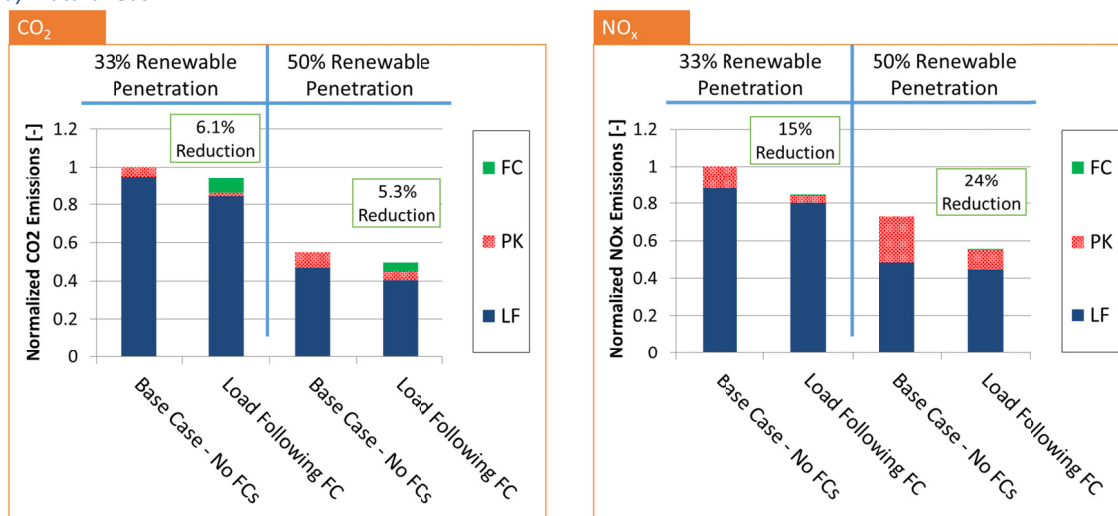 CO2
33% Renewable
Penetration
50% Renewable
Penetration
Normalized CO2 Emissions [-]
1.2
1
0.8
0.6
0.4
0.2
0
6.1%
Reduction
5.3%
Reduction
FC
PK
LF
Base Case - No FCs
Load Following FC
Base Case - No FCs
Load Following FC
NOx
33% Renewable
Penetration
50% Renewable
Penetration
Normalized NOx Emissions [-]
1.2
1
0.8
0.6
0.4
0.2
0
15%
Reduction
24%
Reduction
FC
PK
LF
Base Case - No FCs
Load Following FC
Base Case - No FCs
Load Following FC